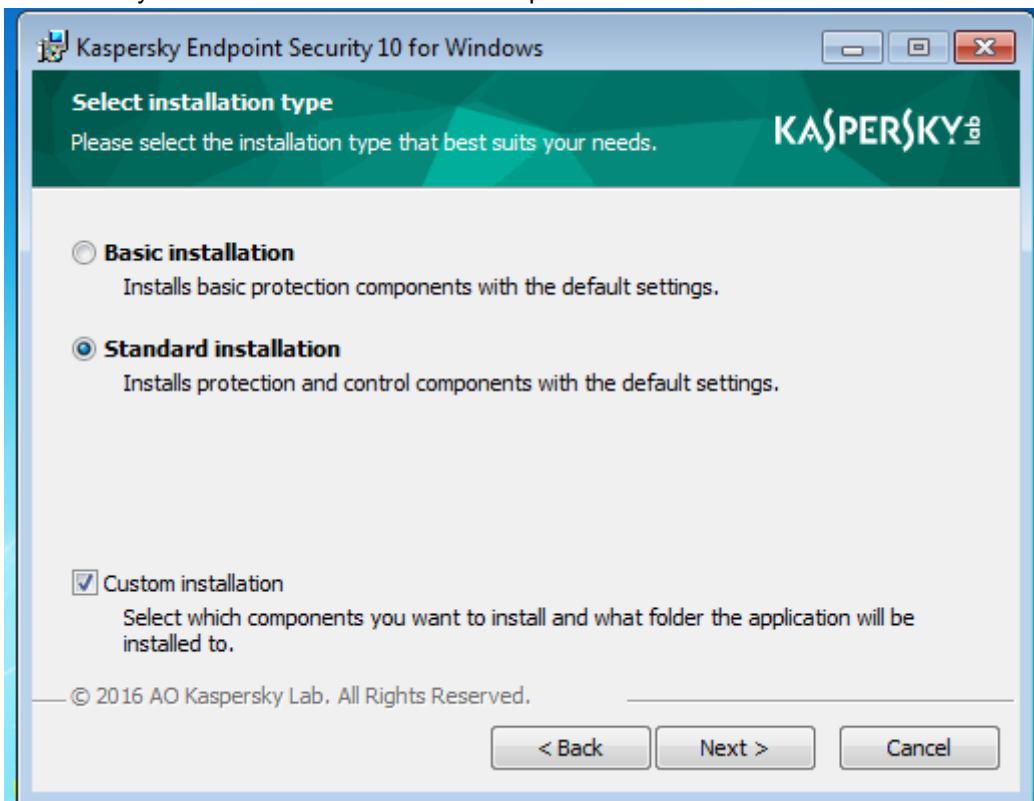 Kaspersky Endpoint Security 10 for Windows
Select installation type
Please select the installation type that best suits your needs.
KASPERSKY lab
Basic installation
Installs basic protection components with the default settings.
Standard installation
Installs protection and control components with the default settings.
Custom installation
Select which components you want to install and what folder the application will be
installed to.
© 2016 AO Kaspersky Lab. All Rights Reserved.
< Back
Next >
Cancel